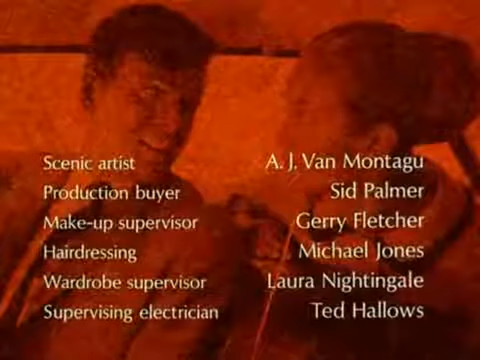 Scenic artist A. J. Van Montagu
Production buyer Sid Palmer
Make-up supervisor Gerry Fletcher
Hairdressing Michael Jones
Wardrobe supervisor Laura Nightingale
Supervising electrician Ted Hallows